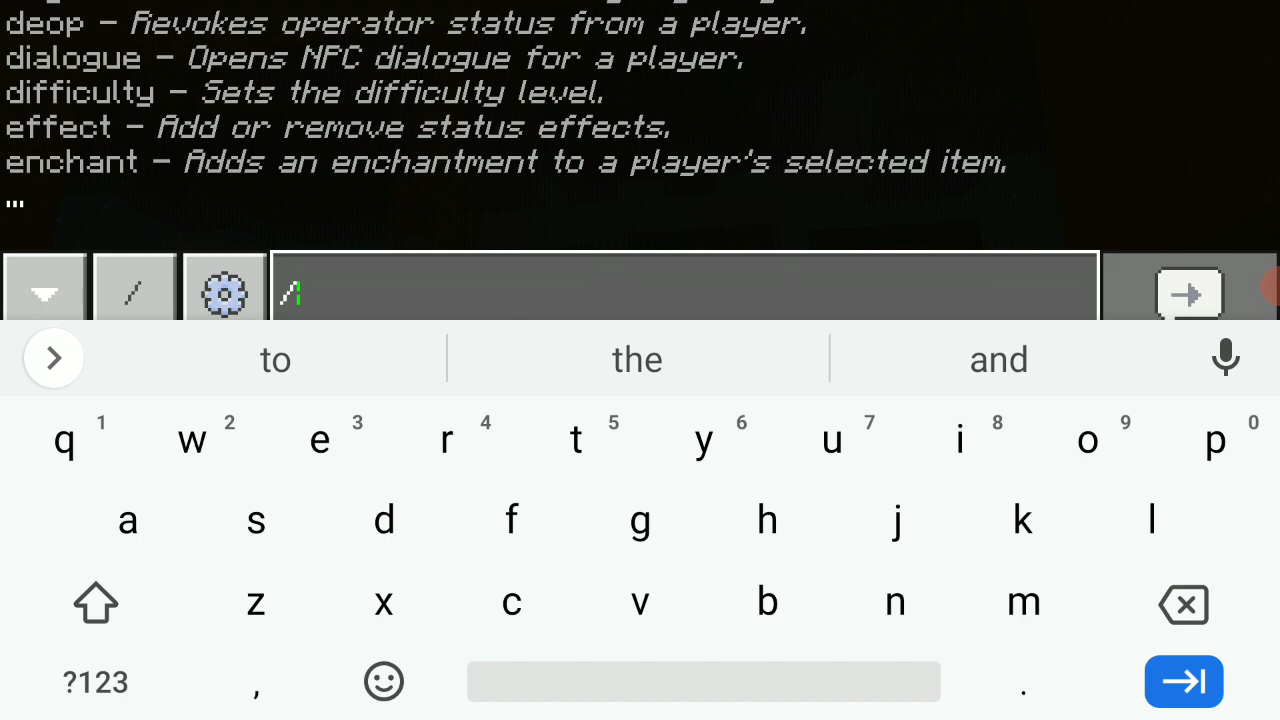 deop – Revokes operator status from a player.
dialogue – Opens NPC dialogue for a player.
difficulty – Sets the difficulty level.
effect – Add or remove status effects.
enchant – Adds an enchantment to a player's selected item.
...
/ /
to the and
q 1 w 2 e 3 r 4 t 5 y 6 u 7 i 8 o 9 p 0
a s d f g h j k l
z x c v b n m
?123 , .